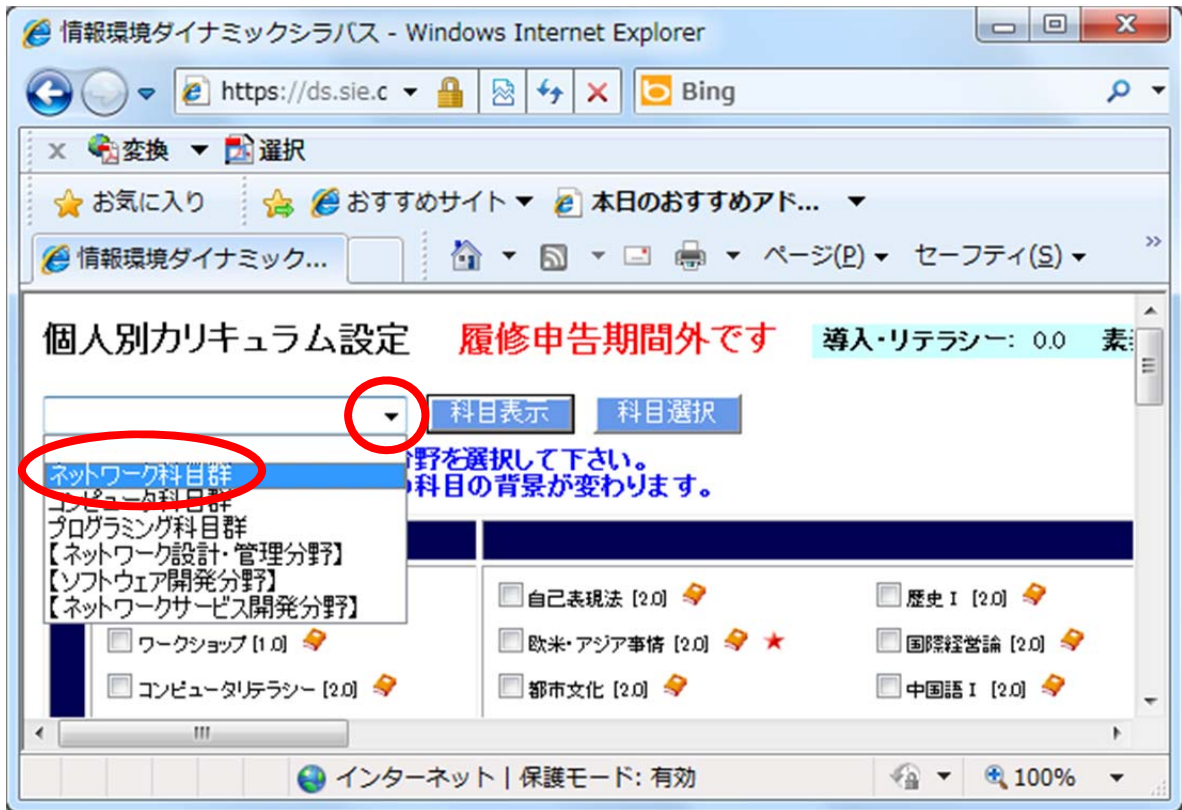 情報環境ダイナミックシラバス - Windows Internet Explorer
https://ds.sie.c
Bing
x 変換 選択
お気に入り おすすめサイト 本日のおすすめアド...
情報環境ダイナミック... ページ(P) セーフティ(S) »
個人別カリキュラム設定 履修申告期間外です 導入・リテラシー: 0.0
科目表示 科目選択
野を選択して下さい。
科目の背景が変わります。
ネットワーク科目群
コンピュータ科目群
プログラミング科目群
【ネットワーク設計・管理分野】
【ソフトウェア開発分野】
【ネットワークサービス開発分野】
自己表現法 [2.0] 歴史 I [2.0]
ワークショップ [1.0] 欧米・アジア事情 [2.0] ★ 国際経営論 [2.0]
コンピュータリテラシー [2.0] 都市文化 [2.0] 中国語 I [2.0]
インターネット | 保護モード: 有効 100%